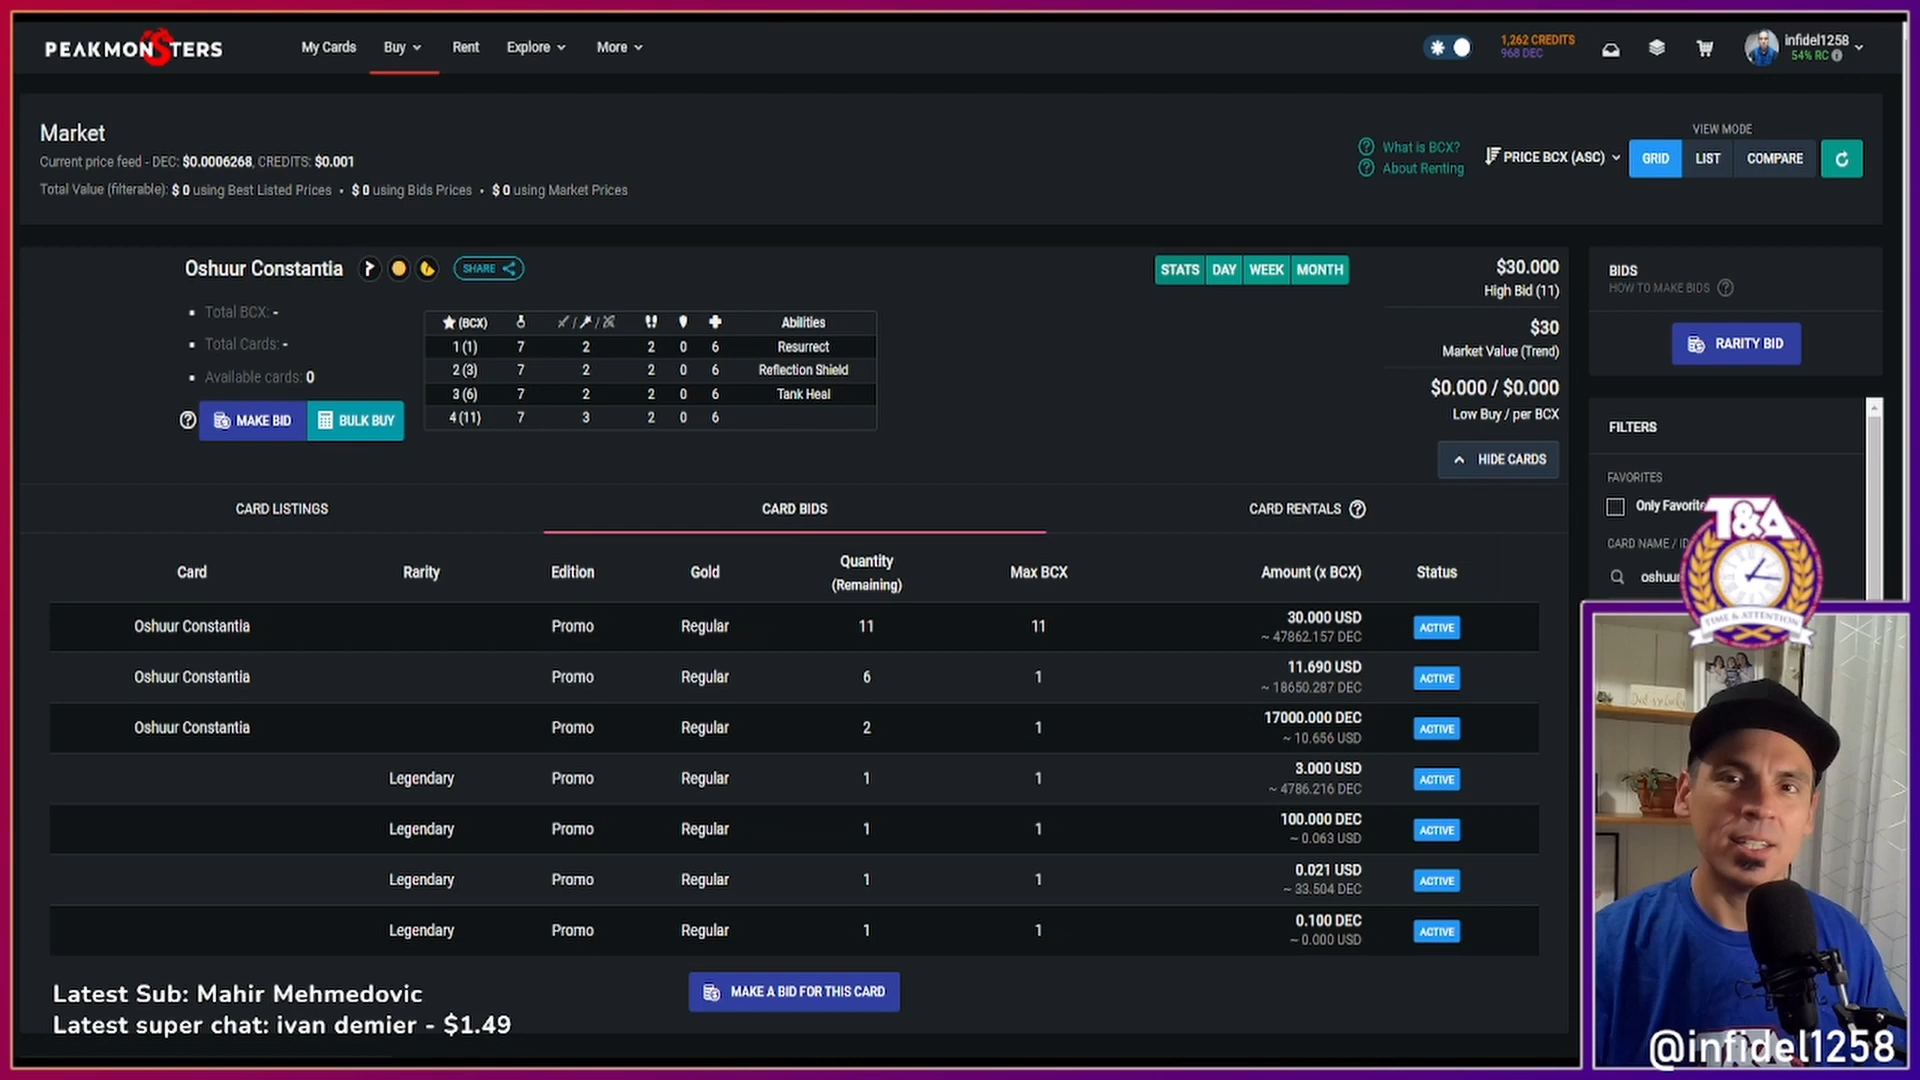 PEAKMONSTERS
My Cards
Buy
Rent
Explore
More
1,262 CREDITS
968 DEC
infidel1258
54% RC
Market
Current price feed - DEC: $0.0006268, CREDITS: $0.001
Total Value (filterable): $ 0 using Best Listed Prices • $ 0 using Bids Prices • $ 0 using Market Prices
What is BCX?
About Renting
PRICE BCX (ASC)
VIEW MODE
GRID
LIST
COMPARE
Oshuur Constantia
SHARE
Total BCX: -
Total Cards: -
Available cards: 0
MAKE BID
BULK BUY
(BCX) / / Abilities
1 (1) 7 2 2 0 6 Resurrect
2 (3) 7 2 2 0 6 Reflection Shield
3 (6) 7 2 2 0 6 Tank Heal
4 (11) 7 3 2 0 6
STATS DAY WEEK MONTH
$30.000
High Bid (11)
$30
Market Value (Trend)
$0.000 / $0.000
Low Buy / per BCX
HIDE CARDS
BIDS
HOW TO MAKE BIDS
RARITY BID
FILTERS
FAVORITES
Only Favorite
CARD NAME / ID
oshuu
CARD LISTINGS
CARD BIDS
CARD RENTALS
Card Rarity Edition Gold Quantity (Remaining) Max BCX Amount (x BCX) Status
Oshuur Constantia Promo Regular 11 11 30.000 USD ACTIVE
~ 47862.157 DEC
Oshuur Constantia Promo Regular 6 1 11.690 USD ACTIVE
~ 18650.287 DEC
Oshuur Constantia Promo Regular 2 1 17000.000 DEC ACTIVE
~ 10.656 USD
Legendary Promo Regular 1 1 3.000 USD ACTIVE
~ 4786.216 DEC
Legendary Promo Regular 1 1 100.000 DEC ACTIVE
~ 0.063 USD
Legendary Promo Regular 1 1 0.021 USD ACTIVE
~ 33.504 DEC
Legendary Promo Regular 1 1 0.100 DEC ACTIVE
~ 0.000 USD
MAKE A BID FOR THIS CARD
Latest Sub: Mahir Mehmedovic
Latest super chat: ivan demier - $1.49
T&A
TIME & ATTENTION
@infidel1258